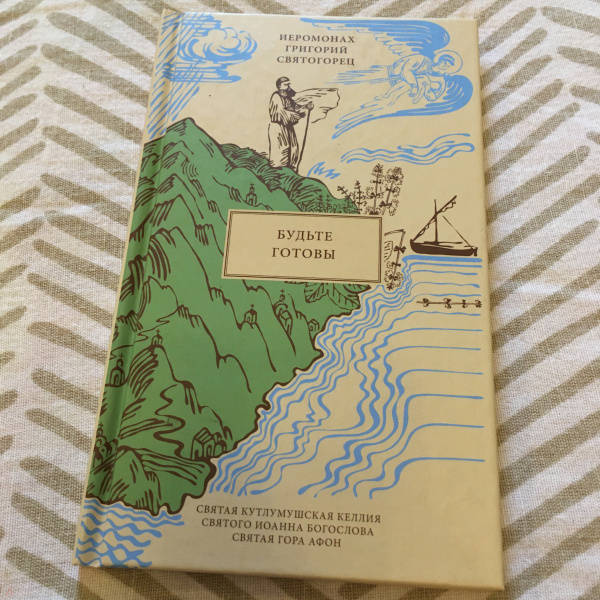 ИЕРОМОНАХ
ГРИГОРИЙ
СВЯТОГОРЕЦ
БУДЬТЕ
ГОТОВЫ
СВЯТАЯ КУТЛУМУШСКАЯ КЕЛЛИЯ
СВЯТОГО ИОАННА БОГОСЛОВА
СВЯТАЯ ГОРА АФОН